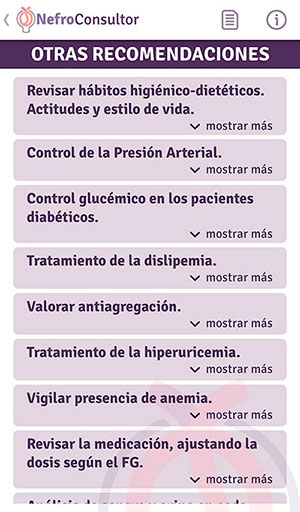 NefroConsultor
OTRAS RECOMENDACIONES
Revisar hábitos higiénico-dietéticos.
Actitudes y estilo de vida.
mostrar más
Control de la Presión Arterial.
mostrar más
Control glucémico en los pacientes
diabéticos.
mostrar más
Tratamiento de la dislipemia.
mostrar más
Valorar antiagregación.
mostrar más
Tratamiento de la hiperuricemia.
mostrar más
Vigilar presencia de anemia.
mostrar más
Revisar la medicación, ajustando la
dosis según el FG.
mostrar más